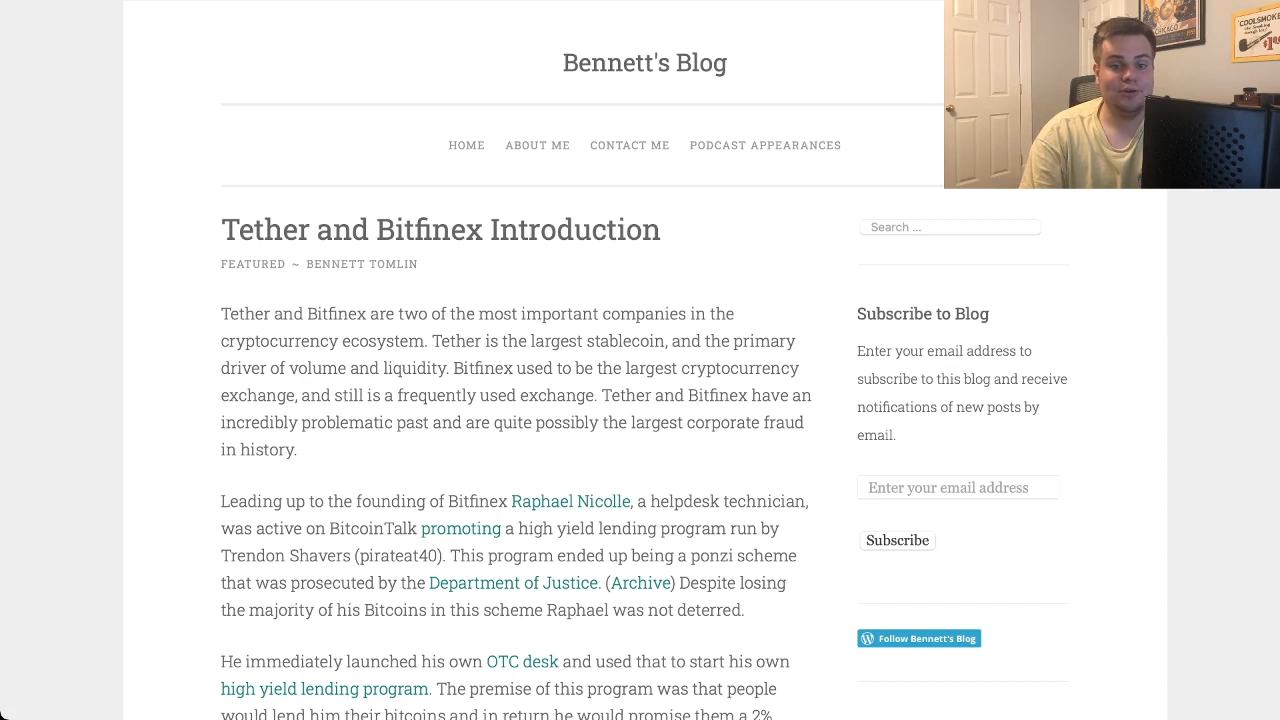 Bennett's Blog
HOME
ABOUT ME
CONTACT ME
PODCAST APPEARANCES
CHICAGO
"COOLSMOKE
Tether and Bitfinex Introduction
FEATURED ~ BENNETT TOMLIN
Tether and Bitfinex are two of the most important companies in the
cryptocurrency ecosystem. Tether is the largest stablecoin, and the primary
driver of volume and liquidity. Bitfinex used to be the largest cryptocurrency
exchange, and still is a frequently used exchange. Tether and Bitfinex have an
incredibly problematic past and are quite possibly the largest corporate fraud
in history.
Leading up to the founding of Bitfinex Raphael Nicolle, a helpdesk technician,
was active on BitcoinTalk promoting a high yield lending program run by
Trendon Shavers (pirateat40). This program ended up being a ponzi scheme
that was prosecuted by the Department of Justice. (Archive) Despite losing
the majority of his Bitcoins in this scheme Raphael was not deterred.
He immediately launched his own OTC desk and used that to start his own
high yield lending program. The premise of this program was that people
would lend him their bitcoins and in return he would promise them a 2%
Search ...
Subscribe to Blog
Enter your email address to
subscribe to this blog and receive
notifications of new posts by
email.
Enter your email address
Subscribe
Follow Bennett's Blog